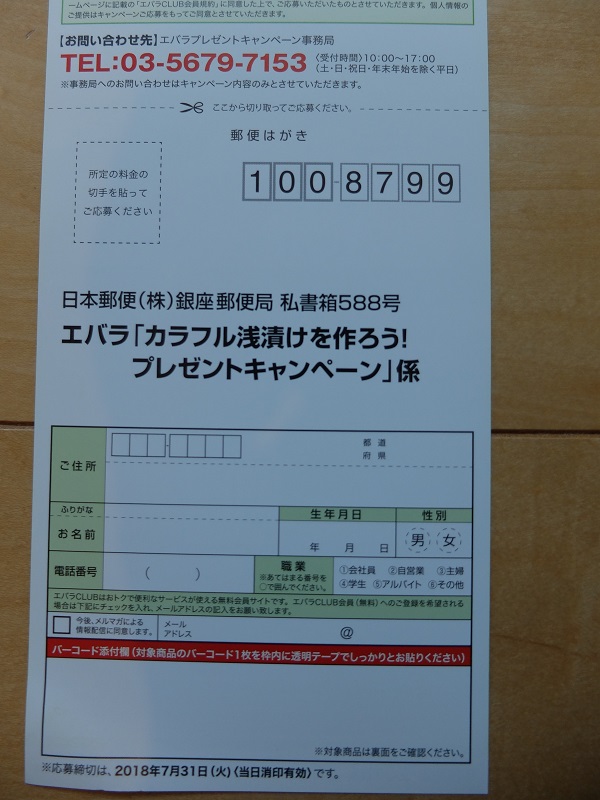 ームページに記載の「エバラCLUB会員規約」に同意した上で、ご応募いただいたものとさせていただきます。個人情報の
ご提供はキャンペーンご応募をもってご同意とさせていただきます。
【お問い合わせ先】エバラプレゼントキャンペーン事務局
TEL:03-5679-7153 〈受付時間〉10:00〜17:00
(土・日・祝日・年末年始を除く平日)
※事務局へのお問い合わせはキャンペーン内容のみとさせていただきます。
ここから切り取ってご応募ください。
郵便はがき
所定の料金の
切手を貼って
ご応募ください
100-8799
日本郵便(株)銀座郵便局 私書箱588号
エバラ「カラフル浅漬けを作ろう!
プレゼントキャンペーン」係
ご住所
都道
府県
ふりがな
お名前
生年月日
年 月 日
性別
男 女
電話番号
( )
職業
※あてはまる番号を
○で囲んでください。
①会社員 ②自営業 ③主婦
④学生 ⑤アルバイト ⑥その他
エバラCLUBはおトクで便利なサービスが使える無料会員サイトです。エバラCLUB会員(無料)へのご登録を希望される
場合は下記にチェックを入れ、メールアドレスの記入をお願い致します。
今後、メルマガによる
情報配信に同意します。
メール
アドレス
@
バーコード添付欄(対象商品のバーコード1枚を枠内に透明テープでしっかりとお貼りください)
※対象商品は裏面をご確認ください。
※応募締切は、2018年7月31日(火)〈当日消印有効〉です。